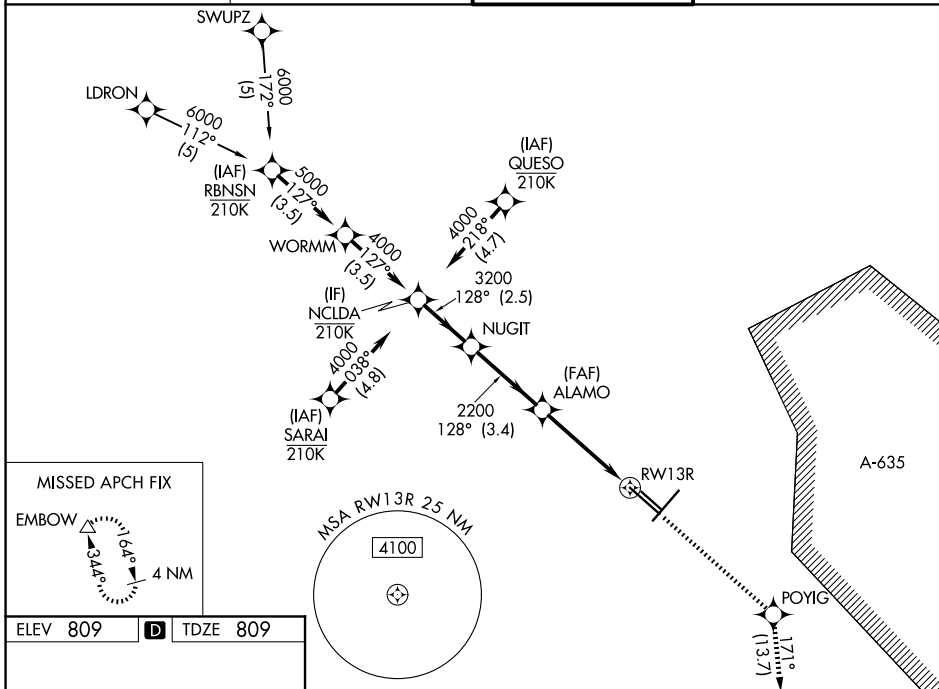 SWUPZ
6000
172°
(5)
LDRON
6000
112°
(5)
(IAF)
RBNSN
210K
5000
127°
(3.5)
(IAF)
QUESO
210K
4000
218°
(4.7)
WORMM
4000
127°
(3.5)
3200
128° (2.5)
(IF)
NCLDA
210K
NUGIT
4000
038°
(4.8)
(FAF)
ALAMO
2200
128° (3.4)
(IAF)
SARAI
210K
A-635
RW13R
MISSED APCH FIX
EMBOW
164°
344°
4 NM
MSA RW13R 25 NM
4100
POYIG
171°
(13.7)
ELEV 809 D TDZE 809